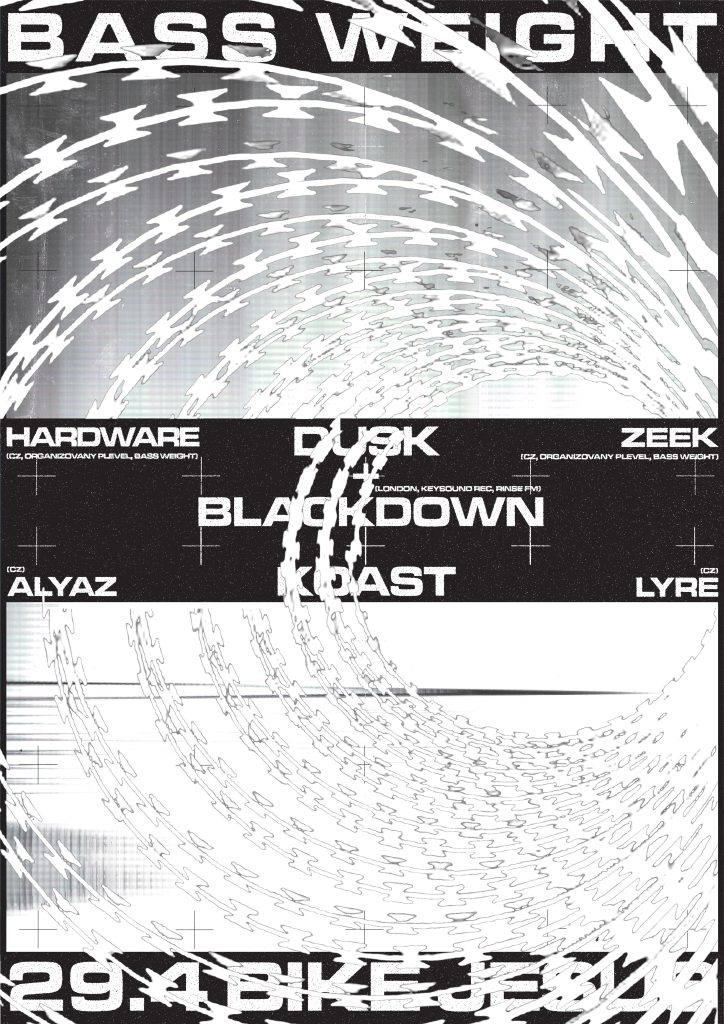 BASS WEIGHT
HARDWARE
(CZ, ORGANIZOVANY PLEVEL, BASS WEIGHT)
DUSK
+
(LONDON, KEYSOUND REC, RINSE FM)
BLACKDOWN
KOAST
ZEEK
(CZ, ORGANIZOVANY PLEVEL, BASS WEIGHT)
(CZ)
ALYAZ
(CZ)
LYRE
29.4 BIKE JESUS